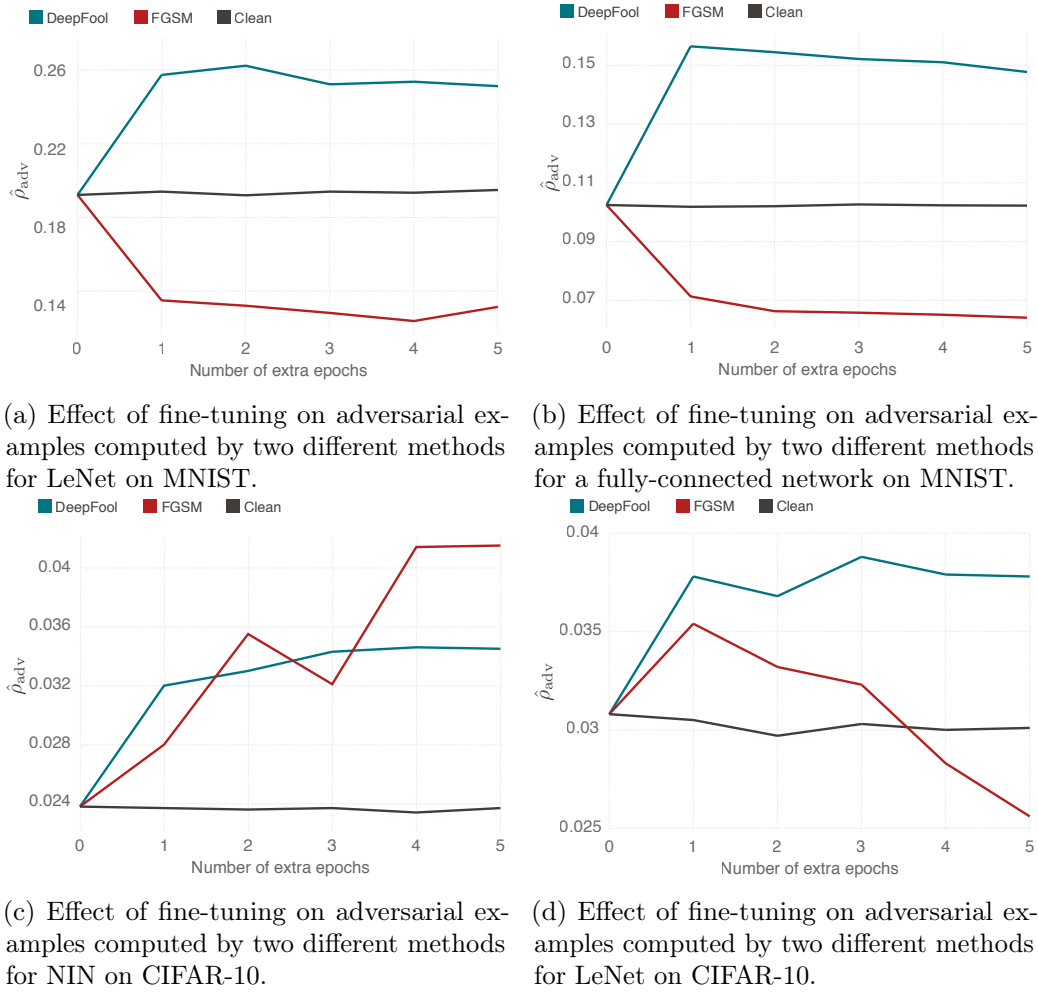 DeepFool FGSM Clean
0.26
0.22
0.18
0.14
ρ̂adv
0 1 2 3 4 5
Number of extra epochs
(a) Effect of fine-tuning on adversarial ex-
amples computed by two different methods
for LeNet on MNIST.
DeepFool FGSM Clean
0.15
0.13
0.11
0.09
0.07
ρ̂adv
0 1 2 3 4 5
Number of extra epochs
(b) Effect of fine-tuning on adversarial ex-
amples computed by two different methods
for a fully-connected network on MNIST.
DeepFool FGSM Clean
0.04
0.036
0.032
0.028
0.024
ρ̂adv
0 1 2 3 4 5
Number of extra epochs
(c) Effect of fine-tuning on adversarial ex-
amples computed by two different methods
for NIN on CIFAR-10.
DeepFool FGSM Clean
0.04
0.035
0.03
0.025
ρ̂adv
0 1 2 3 4 5
Number of extra epochs
(d) Effect of fine-tuning on adversarial ex-
amples computed by two different methods
for LeNet on CIFAR-10.